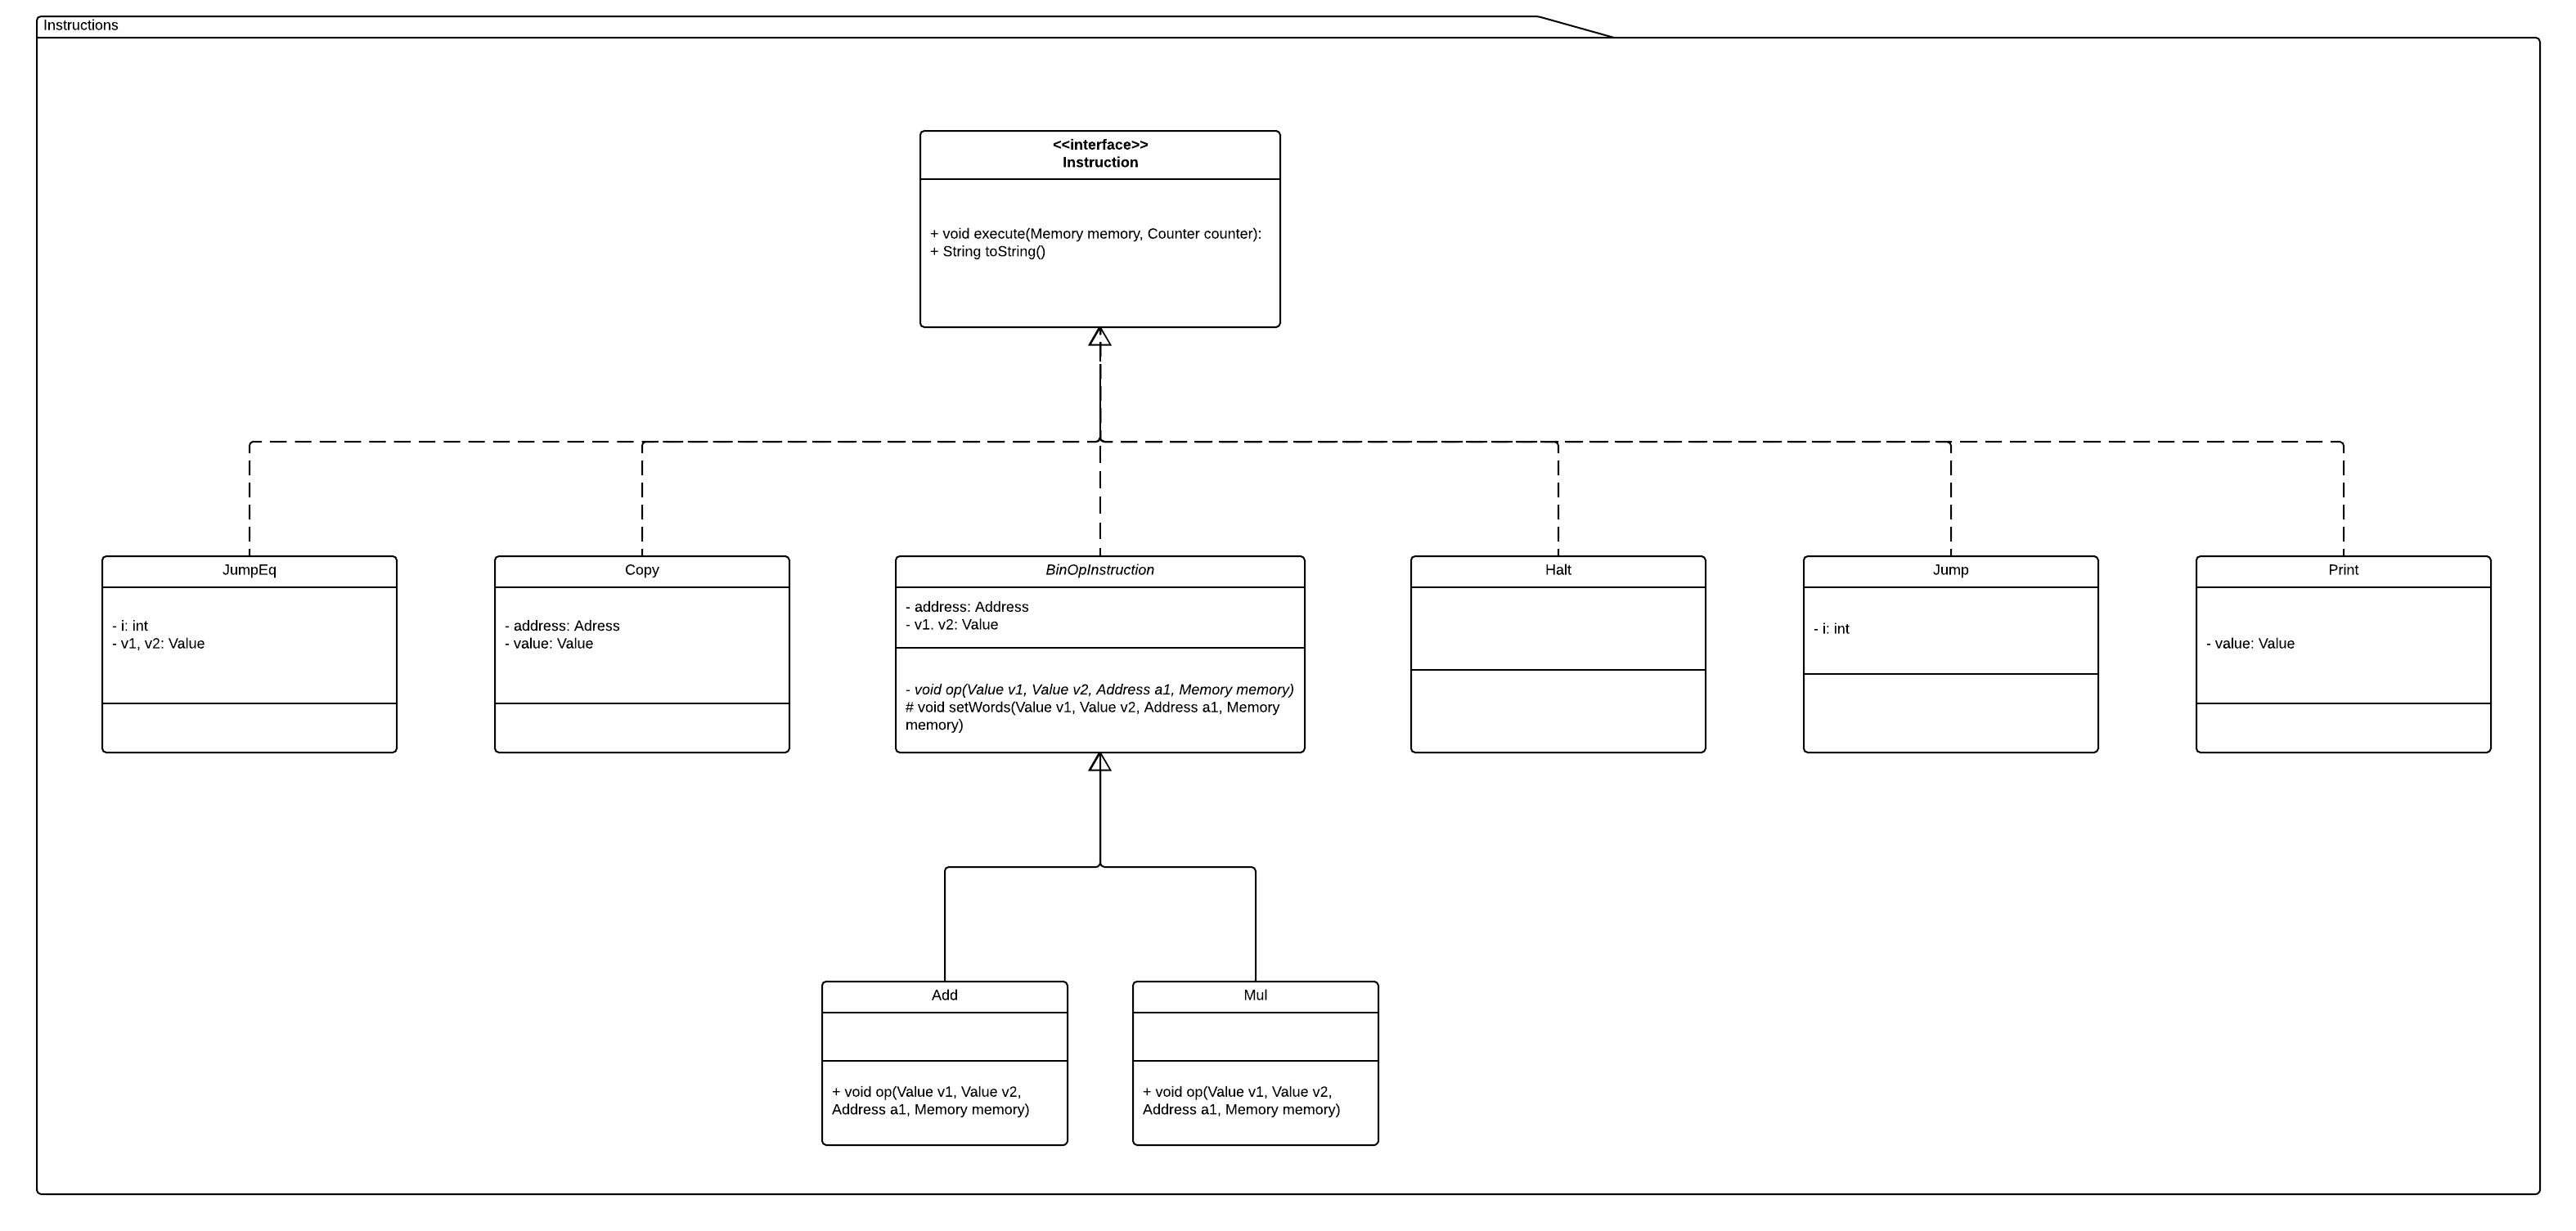 Instructions
<<interface>>
Instruction
+ void execute(Memory memory, Counter counter):
+ String toString()
JumpEq
- i: int
- v1, v2: Value
Copy
- address: Adress
- value: Value
BinOpInstruction
- address: Address
- v1. v2: Value
- void op(Value v1, Value v2, Address a1, Memory memory)
# void setWords(Value v1, Value v2, Address a1, Memory
memory)
Halt
Jump
- i: int
Print
- value: Value
Add
+ void op(Value v1, Value v2,
Address a1, Memory memory)
Mul
+ void op(Value v1, Value v2,
Address a1, Memory memory)